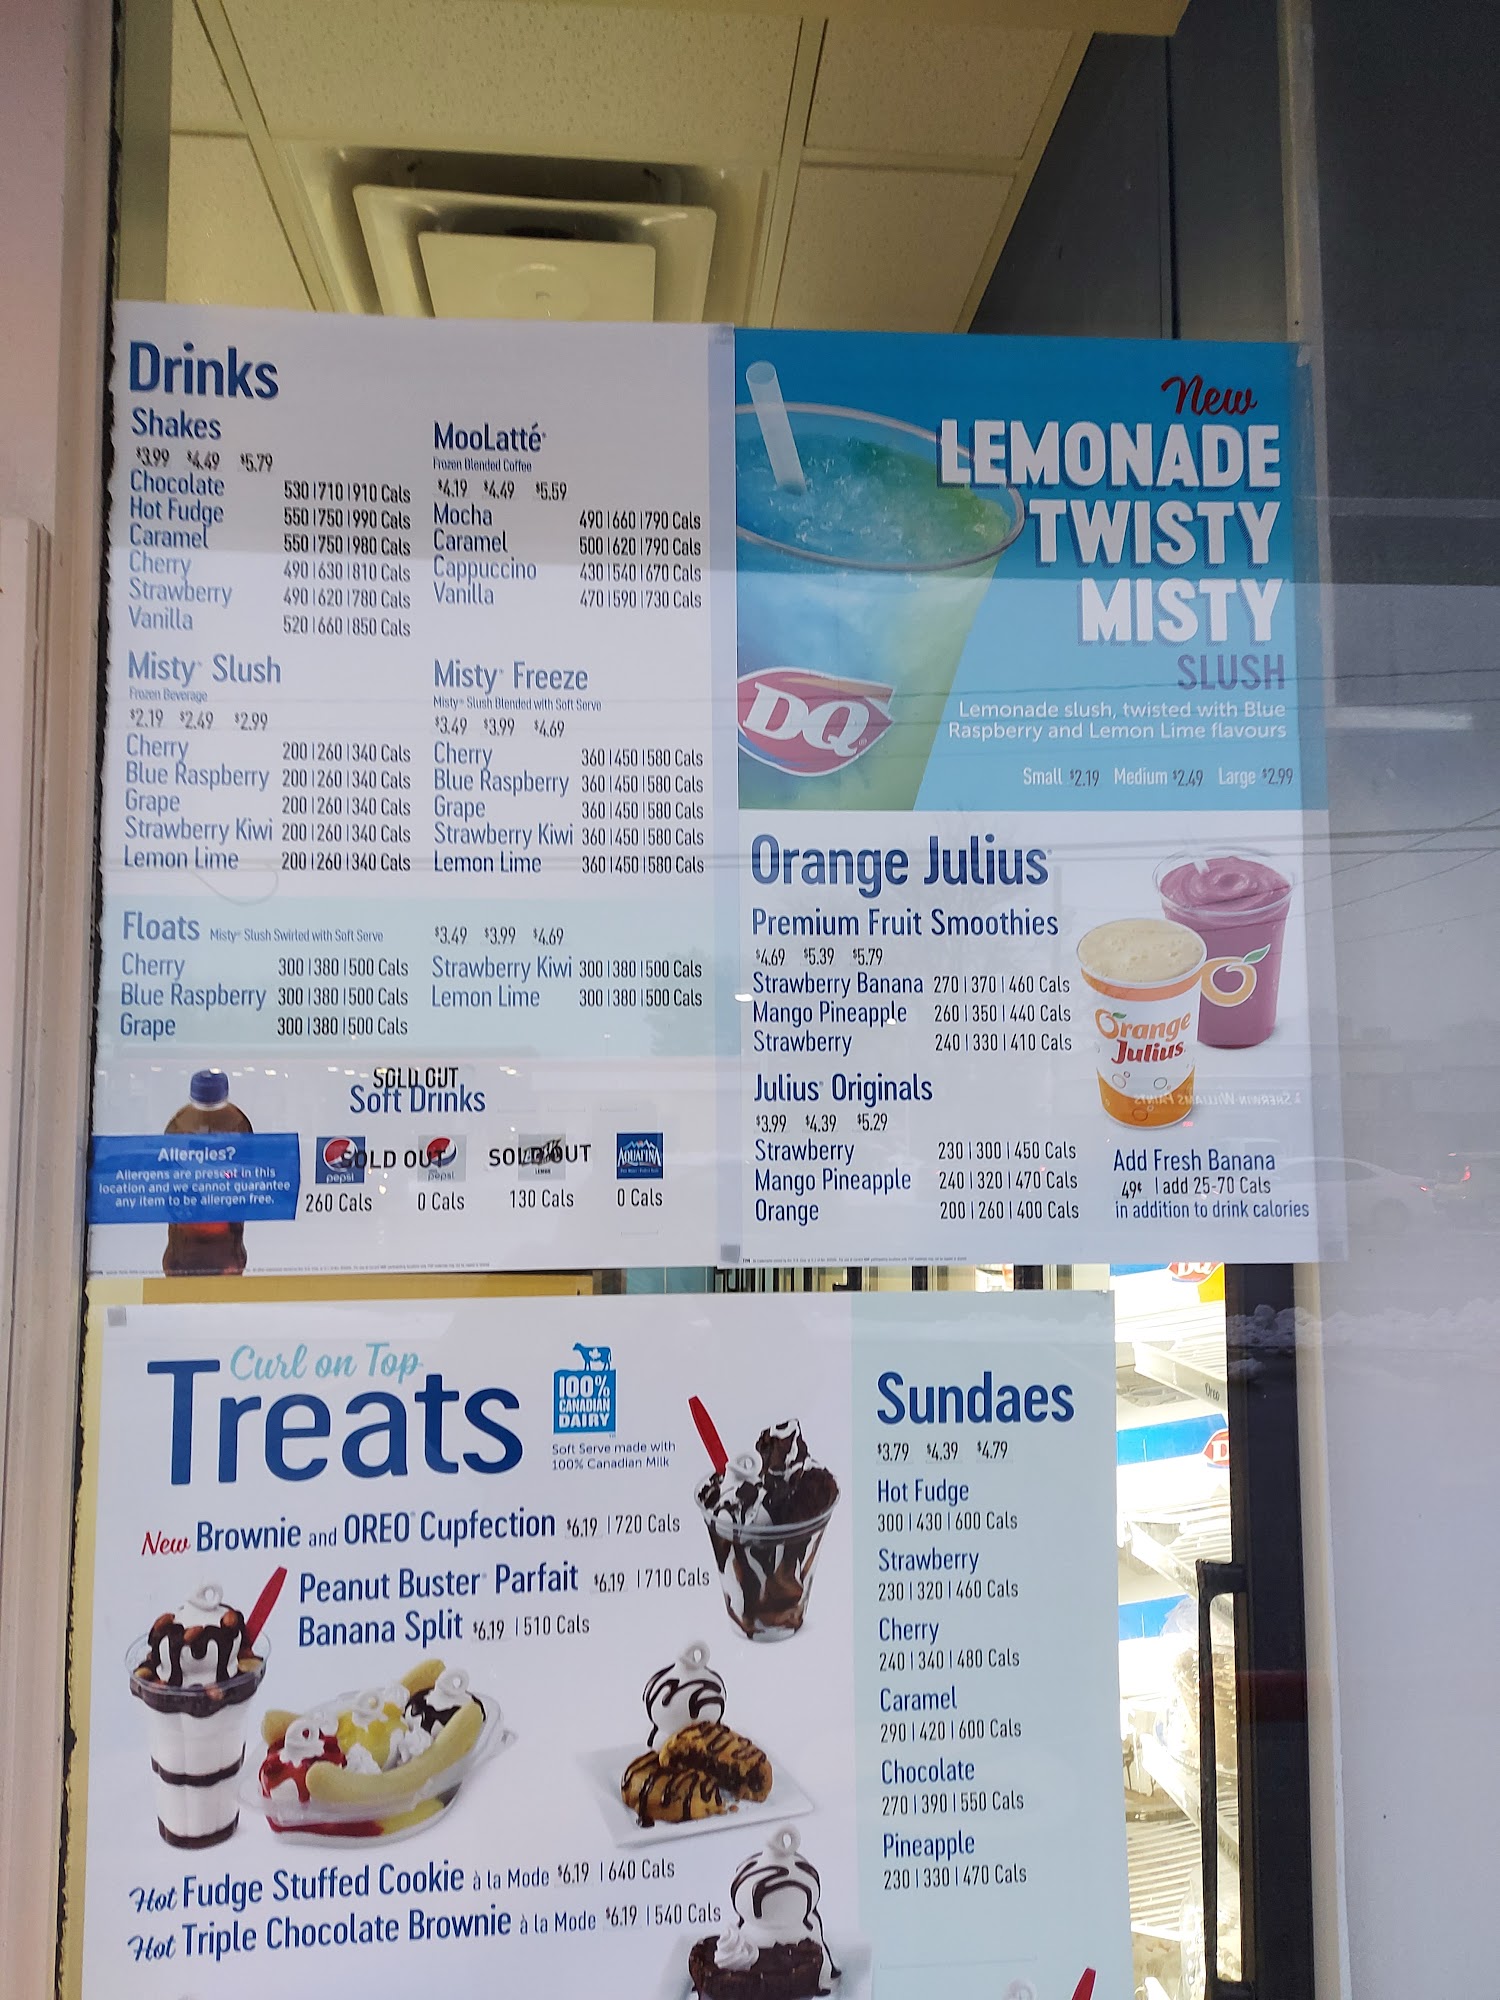 Drinks
Shakes
$3.99 $4.49 $5.79
Chocolate 530 | 710 | 910 Cals
Hot Fudge 550 | 750 | 990 Cals
Caramel 550 | 750 | 980 Cals
Cherry 490 | 630 | 810 Cals
Strawberry 490 | 620 | 780 Cals
Vanilla 520 | 660 | 850 Cals
MooLatté®
Frozen Blended Coffee
$4.19 $4.49 $5.59
Mocha 490 | 660 | 790 Cals
Caramel 500 | 620 | 790 Cals
Cappuccino 430 | 540 | 670 Cals
Vanilla 470 | 590 | 730 Cals
Misty® Slush
Frozen Beverage
$2.19 $2.49 $2.99
Cherry 200 | 260 | 340 Cals
Blue Raspberry 200 | 260 | 340 Cals
Grape 200 | 260 | 340 Cals
Strawberry Kiwi 200 | 260 | 340 Cals
Lemon Lime 200 | 260 | 340 Cals
Misty® Freeze
Misty® Slush Blended with Soft Serve
$3.49 $3.99 $4.69
Cherry 360 | 450 | 580 Cals
Blue Raspberry 360 | 450 | 580 Cals
Grape 360 | 450 | 580 Cals
Strawberry Kiwi 360 | 450 | 580 Cals
Lemon Lime 360 | 450 | 580 Cals
Floats Misty® Slush Swirled with Soft Serve $3.49 $3.99 $4.69
Cherry 300 | 380 | 500 Cals
Blue Raspberry 300 | 380 | 500 Cals
Grape 300 | 380 | 500 Cals
Strawberry Kiwi 300 | 380 | 500 Cals
Lemon Lime 300 | 380 | 500 Cals
SOLD OUT
Soft Drinks
Allergies?
Allergens are present in this
location and we cannot guarantee
any item to be allergen free.
SOLD OUT SOLD OUT
pepsi pepsi LEMON AQUAFINA
260 Cals 0 Cals 130 Cals 0 Cals
New
LEMONADE
TWISTY
MISTY
SLUSH
DQ®
Lemonade slush, twisted with Blue
Raspberry and Lemon Lime flavours
Small $2.19 Medium $2.49 Large $2.99
Orange Julius®
Premium Fruit Smoothies
$4.69 $5.39 $5.79
Strawberry Banana 270 | 370 | 460 Cals
Mango Pineapple 260 | 350 | 440 Cals
Strawberry 240 | 330 | 410 Cals
Orange
Julius
Julius® Originals
$3.99 $4.39 $5.29
Strawberry 230 | 300 | 450 Cals
Mango Pineapple 240 | 320 | 470 Cals
Orange 200 | 260 | 400 Cals
SHERWIN WILLIAMS PAINTS
Add Fresh Banana
49¢ | add 25-70 Cals
in addition to drink calories
DQ
Curl on Top
Treats
100%
CANADIAN
DAIRY
Soft Serve made with
100% Canadian Milk
New Brownie and OREO® Cupfection $6.19 | 720 Cals
Peanut Buster® Parfait $6.19 | 710 Cals
Banana Split $6.19 | 510 Cals
Hot Fudge Stuffed Cookie à la Mode $6.19 | 640 Cals
Hot Triple Chocolate Brownie à la Mode $6.19 | 540 Cals
Sundaes
$3.79 $4.39 $4.79
Hot Fudge
300 | 430 | 600 Cals
Strawberry
230 | 320 | 460 Cals
Cherry
240 | 340 | 480 Cals
Caramel
290 | 420 | 600 Cals
Chocolate
270 | 390 | 550 Cals
Pineapple
230 | 330 | 470 Cals
Oreo